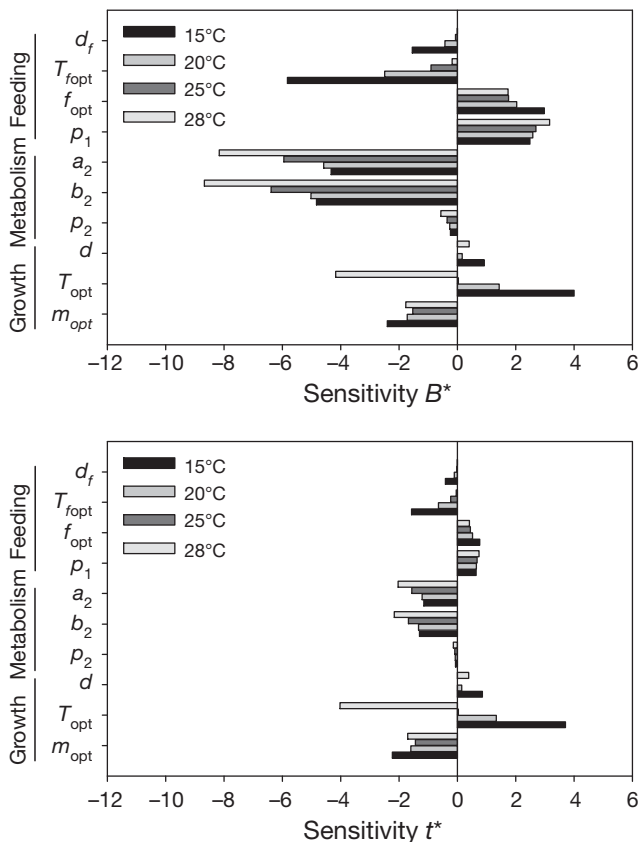 15°C
20°C
25°C
28°C
Feeding
Metabolism
Growth
d_f
T_fopt
f_opt
p_1
a_2
b_2
p_2
d
T_opt
m_opt
−12 −10 −8 −6 −4 −2 0 2 4 6
Sensitivity B*
15°C
20°C
25°C
28°C
Feeding
Metabolism
Growth
d_f
T_fopt
f_opt
p_1
a_2
b_2
p_2
d
T_opt
m_opt
−12 −10 −8 −6 −4 −2 0 2 4 6
Sensitivity t*